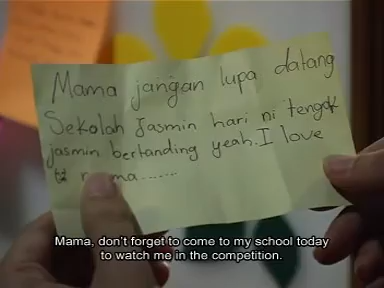 Mama jangan lupa datang
Sekolah Jasmin hari ni tengok
jasmin bertanding yeah. I love
Mama, don't forget to come to my school today
to watch me in the competition.